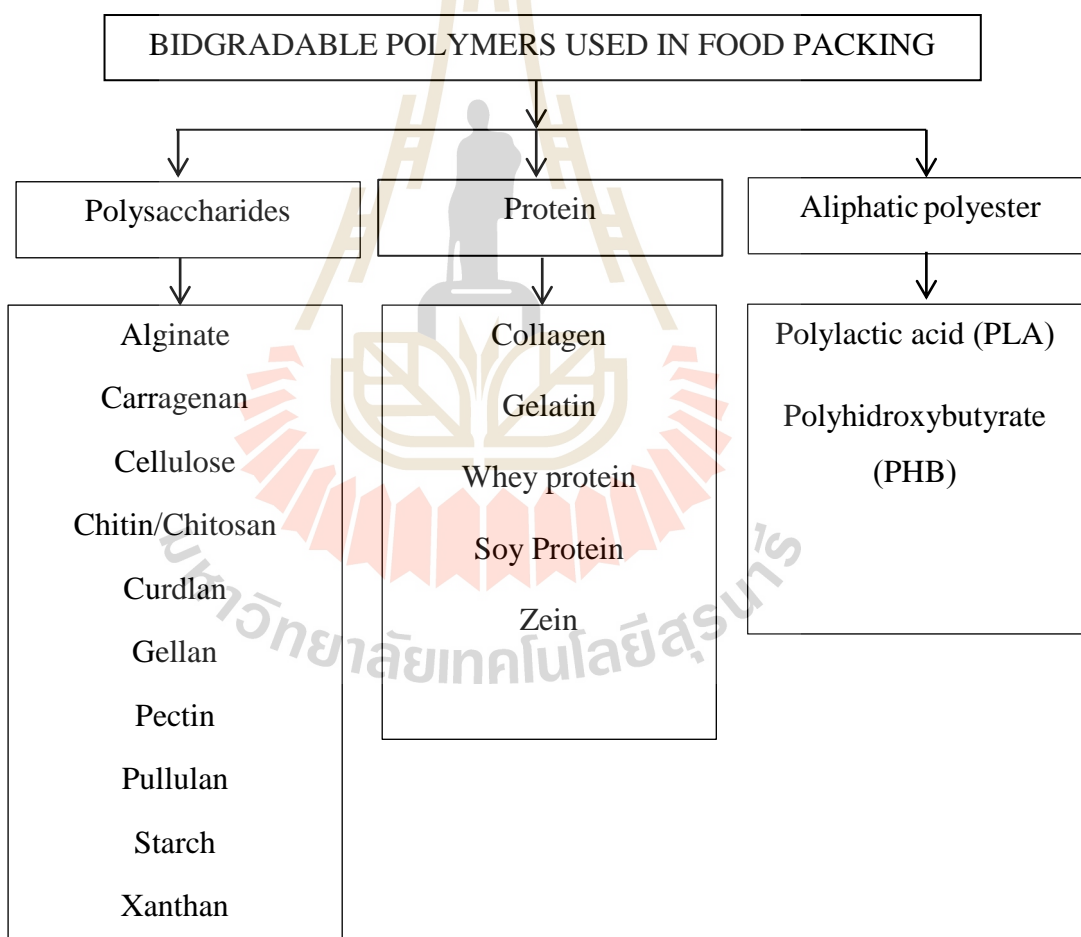 BIDGRADABLE POLYMERS USED IN FOOD PACKING
Polysaccharides
Protein
Aliphatic polyester
Alginate
Carragenan
Cellulose
Chitin/Chitosan
Curdlan
Gellan
Pectin
Pullulan
Starch
Xanthan
Collagen
Gelatin
Whey protein
Soy Protein
Zein
Polylactic acid (PLA)
Polyhidroxybutyrate
(PHB)
มหาวิทยาลัยเทคโนโลยีสุรนารี